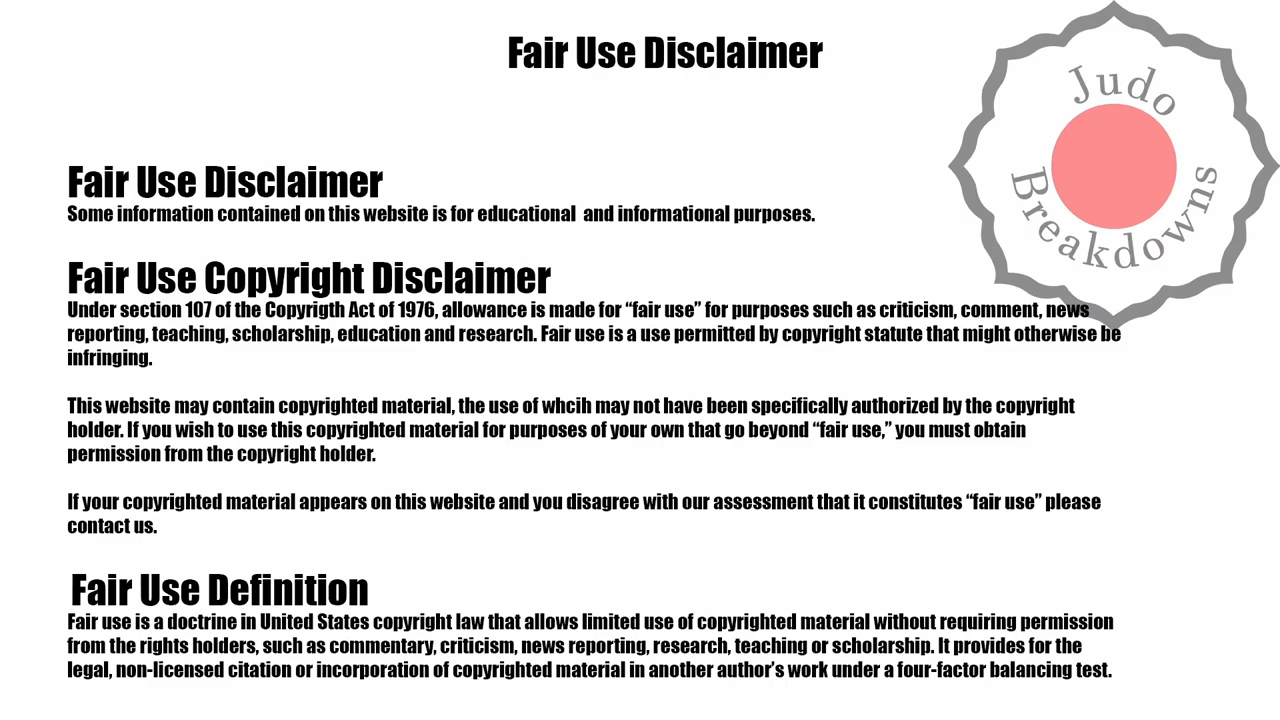 Fair Use Disclaimer
Judo
Breakdowns
Fair Use Disclaimer
Some information contained on this website is for educational  and informational purposes.
Fair Use Copyright Disclaimer
Under section 107 of the Copyrigth Act of 1976, allowance is made for “fair use” for purposes such as criticism, comment, news
reporting, teaching, scholarship, education and research. Fair use is a use permitted by copyright statute that might otherwise be
infringing.
This website may contain copyrighted material, the use of whcih may not have been specifically authorized by the copyright
holder. If you wish to use this copyrighted material for purposes of your own that go beyond “fair use,” you must obtain
permission from the copyright holder.
If your copyrighted material appears on this website and you disagree with our assessment that it constitutes “fair use” please
contact us.
Fair Use Definition
Fair use is a doctrine in United States copyright law that allows limited use of copyrighted material without requiring permission
from the rights holders, such as commentary, criticism, news reporting, research, teaching or scholarship. It provides for the
legal, non-licensed citation or incorporation of copyrighted material in another author’s work under a four-factor balancing test.